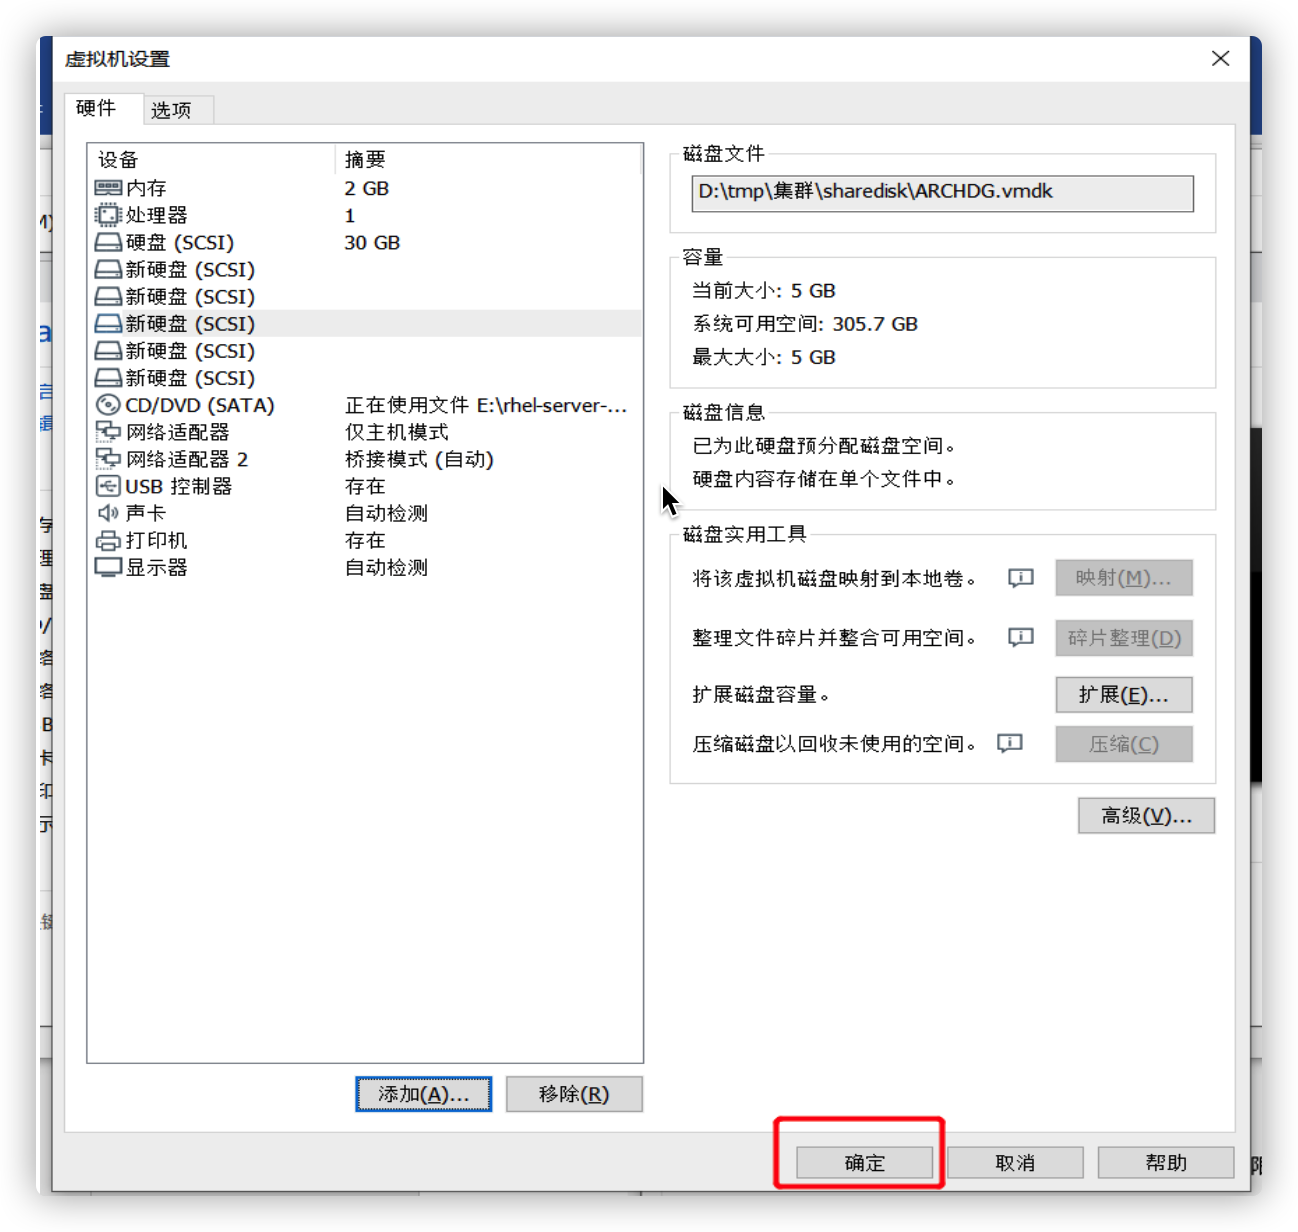 虚拟机设置
硬件 选项
设备 摘要
内存 2 GB
处理器 1
硬盘 (SCSI) 30 GB
新硬盘 (SCSI)
新硬盘 (SCSI)
新硬盘 (SCSI)
新硬盘 (SCSI)
新硬盘 (SCSI)
CD/DVD (SATA) 正在使用文件 E:\rhel-server-...
网络适配器 仅主机模式
网络适配器 2 桥接模式 (自动)
USB 控制器 存在
声卡 自动检测
打印机 存在
显示器 自动检测
添加(A)... 移除(R)
磁盘文件
D:\tmp\集群\sharedisk\ARCHDG.vmdk
容量
当前大小: 5 GB
系统可用空间: 305.7 GB
最大大小: 5 GB
磁盘信息
已为此硬盘预分配磁盘空间。
硬盘内容存储在单个文件中。
磁盘实用工具
将该虚拟机磁盘映射到本地卷。 映射(M)...
整理文件碎片并整合可用空间。 碎片整理(D)
扩展磁盘容量。 扩展(E)...
压缩磁盘以回收未使用的空间。 压缩(C)
高级(V)...
确定 取消 帮助